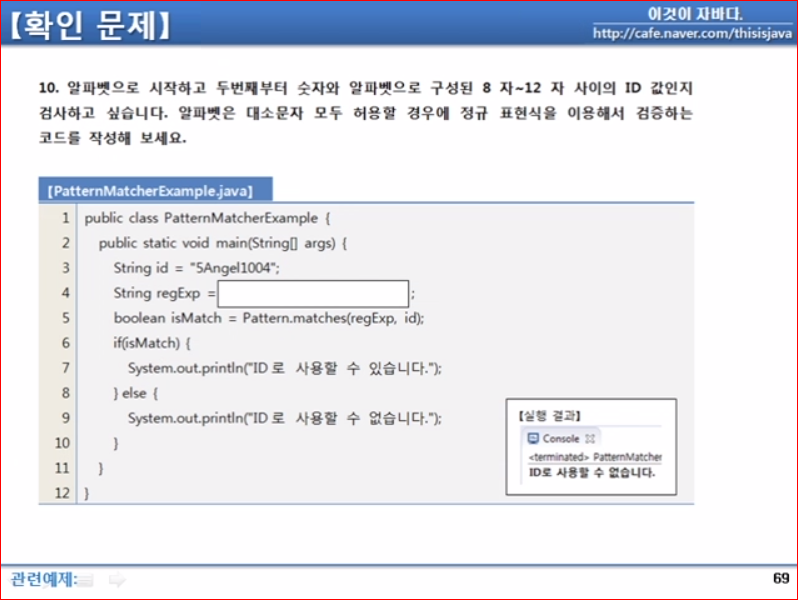 【확인 문제】
이것이 자바다.
http://cafe.naver.com/thisisjava
10. 알파벳으로 시작하고 두번째부터 숫자와 알파벳으로 구성된 8 자~12 자 사이의 ID 값인지
검사하고 싶습니다. 알파벳은 대소문자 모두 허용할 경우에 정규 표현식을 이용해서 검증하는
코드를 작성해 보세요.
【PatternMatcherExample.java】
1 public class PatternMatcherExample {
2 public static void main(String[] args) {
3 String id = "5Angel1004";
4 String regExp = ;
5 boolean isMatch = Pattern.matches(regExp, id);
6 if(isMatch) {
7 System.out.println("ID로 사용할 수 있습니다.");
8 } else {
9 System.out.println("ID로 사용할 수 없습니다.");
10 }
11 }
12 }
【실행 결과】
Console
<terminated> PatternMatcher
ID로 사용할 수 없습니다.
관련예제:
69